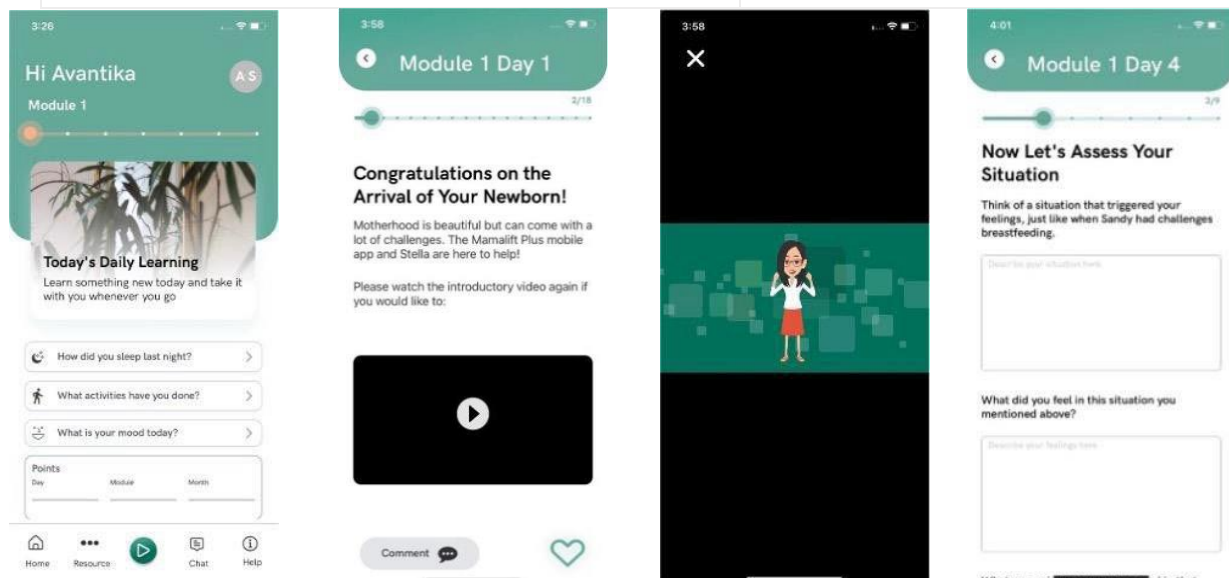 3:26
Hi Avantika
AS
Module 1
Today's Daily Learning
Learn something new today and take it
with you whenever you go
How did you sleep last night?
What activities have you done?
What is your mood today?
Points
Day Module Month
Home Resource Chat Help
3:58
Module 1 Day 1
2/18
Congratulations on the
Arrival of Your Newborn!
Motherhood is beautiful but can come with a
lot of challenges. The Mamalift Plus mobile
app and Stella are here to help!
Please watch the introductory video again if
you would like to:
Comment
3:58
4:01
Module 1 Day 4
3/9
Now Let's Assess Your
Situation
Think of a situation that triggered your
feelings, just like when Sandy had challenges
breastfeeding.
Describe your situation here
What did you feel in this situation you
mentioned above?
Describe your feelings here